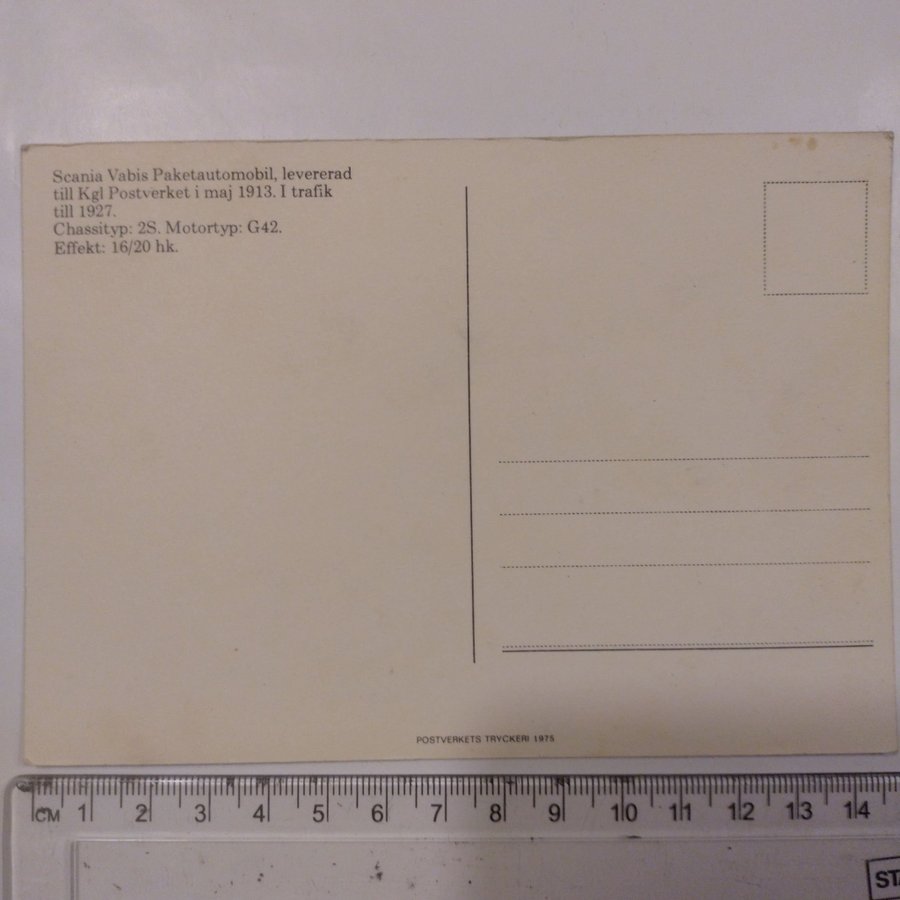 Scania Vabis Paketautomobil, levererad
till Kgl Postverket i maj 1913. I trafik
till 1927.
Chassityp: 2S. Motortyp: G42.
Effekt: 16/20 hk.
POSTVERKETS TRYCKERI 1975
CM 1 2 3 4 5 6 7 8 9 10 11 12 13 14